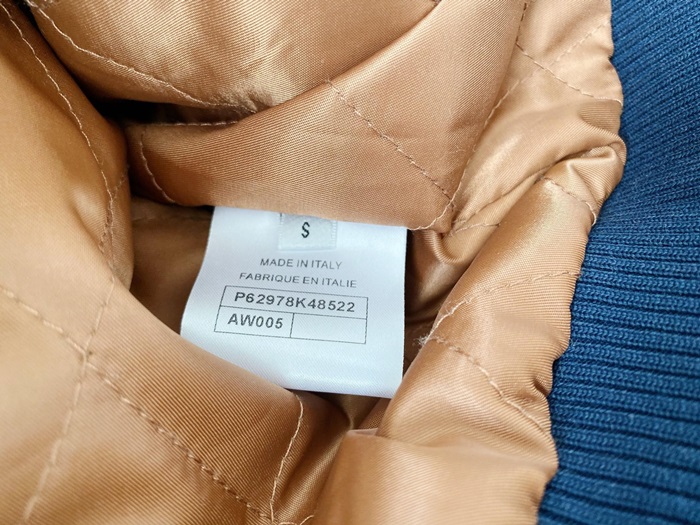 S
MADE IN ITALY
FABRIQUE EN ITALIE
P62978K48522
AW005